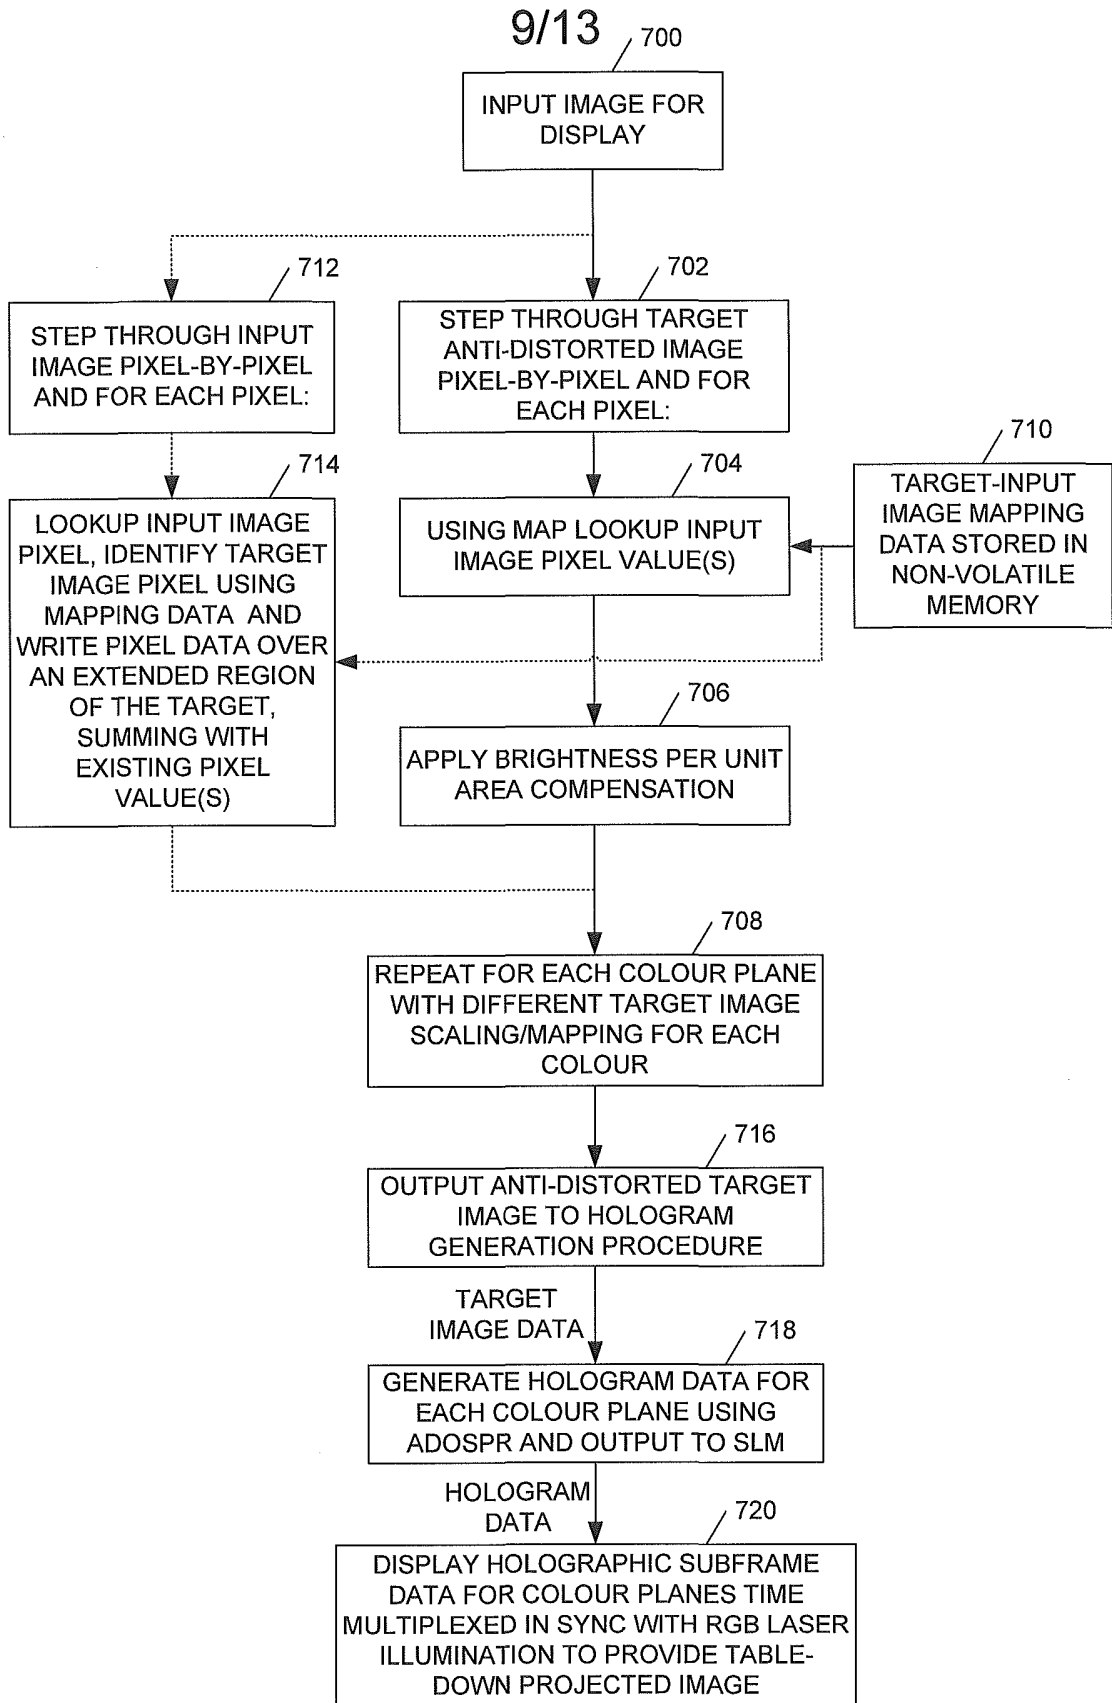 9/13
700
INPUT IMAGE FOR
DISPLAY
712
STEP THROUGH INPUT
IMAGE PIXEL-BY-PIXEL
AND FOR EACH PIXEL:
702
STEP THROUGH TARGET
ANTI-DISTORTED IMAGE
PIXEL-BY-PIXEL AND FOR
EACH PIXEL:
714
LOOKUP INPUT IMAGE
PIXEL, IDENTIFY TARGET
IMAGE PIXEL USING
MAPPING DATA AND
WRITE PIXEL DATA OVER
AN EXTENDED REGION
OF THE TARGET,
SUMMING WITH
EXISTING PIXEL
VALUE(S)
704
USING MAP LOOKUP INPUT
IMAGE PIXEL VALUE(S)
710
TARGET-INPUT
IMAGE MAPPING
DATA STORED IN
NON-VOLATILE
MEMORY
706
APPLY BRIGHTNESS PER UNIT
AREA COMPENSATION
708
REPEAT FOR EACH COLOUR PLANE
WITH DIFFERENT TARGET IMAGE
SCALING/MAPPING FOR EACH
COLOUR
716
OUTPUT ANTI-DISTORTED TARGET
IMAGE TO HOLOGRAM
GENERATION PROCEDURE
TARGET
IMAGE DATA
718
GENERATE HOLOGRAM DATA FOR
EACH COLOUR PLANE USING
ADOSPR AND OUTPUT TO SLM
HOLOGRAM
DATA
720
DISPLAY HOLOGRAPHIC SUBFRAME
DATA FOR COLOUR PLANES TIME
MULTIPLEXED IN SYNC WITH RGB LASER
ILLUMINATION TO PROVIDE TABLE-
DOWN PROJECTED IMAGE